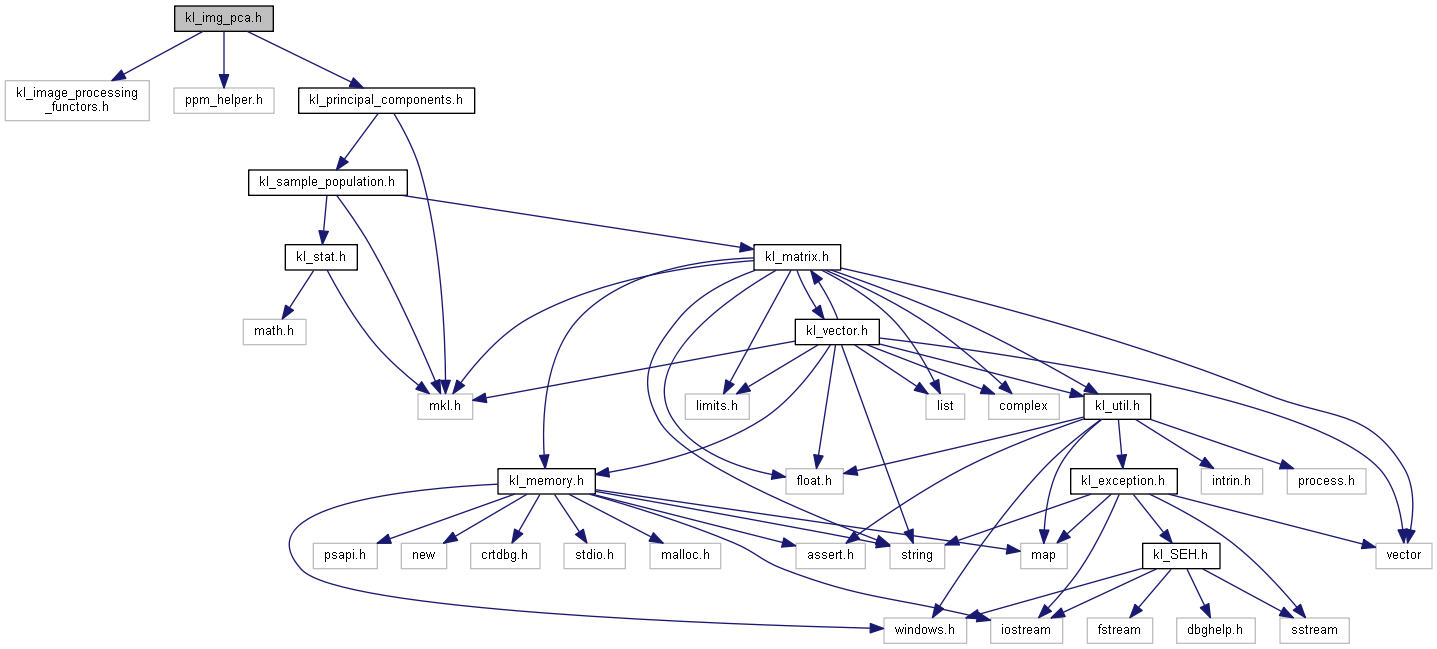 kl_img_pca.h
kl_image_processing
_functors.h
ppm_helper.h
kl_principal_components.h
kl_sample_population.h
kl_stat.h
kl_matrix.h
math.h
kl_vector.h
mkl.h
limits.h
list
complex
kl_util.h
kl_memory.h
float.h
kl_exception.h
intrin.h
process.h
psapi.h
new
crtdbg.h
stdio.h
malloc.h
assert.h
string
map
kl_SEH.h
vector
windows.h
iostream
fstream
dbghelp.h
sstream